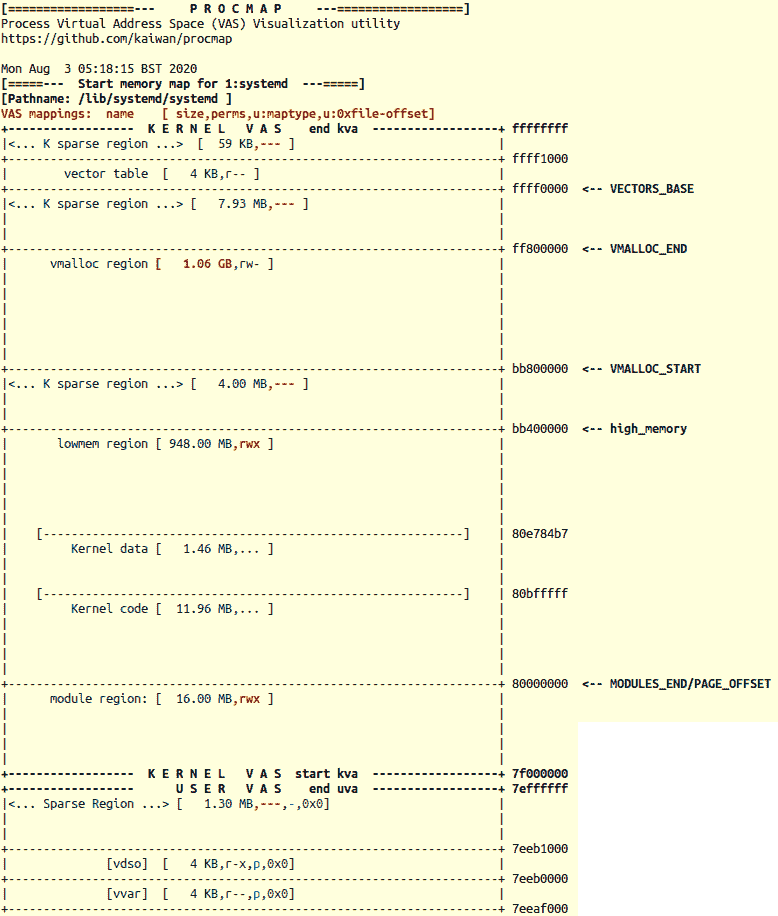 [==================---     P R O C M A P     ---==================]
Process Virtual Address Space (VAS) Visualization utility
https://github.com/kaiwan/procmap
Mon Aug  3 05:18:15 BST 2020
[=====---  Start memory map for 1:systemd  ---=====]
[Pathname: /lib/systemd/systemd ]
VAS mappings:  name    [ size,perms,u:maptype,u:0xfile-offset]
+------------------  K E R N E L   V A S    end kva  ------------------+ ffffffff
|<... K sparse region ...>  [  59 KB,--- ]                             |
+----------------------------------------------------------------------+ ffff1000
|        vector table  [   4 KB,r-- ]                                  |
+----------------------------------------------------------------------+ ffff0000  <-- VECTORS_BASE
|<... K sparse region ...> [   7.93 MB,--- ]                           |
|                                                                      |
|                                                                      |
+----------------------------------------------------------------------+ ff800000  <-- VMALLOC_END
|      vmalloc region [   1.06 GB,rw- ]                                |
|                                                                      |
|                                                                      |
|                                                                      |
|                                                                      |
|                                                                      |
|                                                                      |
+----------------------------------------------------------------------+ bb800000  <-- VMALLOC_START
|<... K sparse region ...> [   4.00 MB,--- ]                           |
|                                                                      |
|                                                                      |
+----------------------------------------------------------------------+ bb400000  <-- high_memory
|       lowmem region [ 948.00 MB,rwx ]                                |
|                                                                      |
|                                                                      |
|                                                                      |
|                                                                      |
|                                                                      |
|    [------------------------------------------------------------]    | 80e784b7
|         Kernel data [   1.46 MB,... ]                                |
|                                                                      |
|                                                                      |
|    [------------------------------------------------------------]    | 80bfffff
|         Kernel code [  11.96 MB,... ]                                |
|                                                                      |
|                                                                      |
|                                                                      |
|                                                                      |
+----------------------------------------------------------------------+ 80000000  <-- MODULES_END/PAGE_OFFSET
|      module region: [  16.00 MB,rwx ]                                |
|                                                                      |
|                                                                      |
|                                                                      |
|                                                                      |
+------------------  K E R N E L   V A S  start kva  ------------------+ 7f000000
+------------------      U S E R   V A S    end uva  ------------------+ 7effffff
|<... Sparse Region ...> [   1.30 MB,---,-,0x0]                        |
|                                                                      |
|                                                                      |
+----------------------------------------------------------------------+ 7eeb1000
|              [vdso]  [   4 KB,r-x,p,0x0]                             |
+----------------------------------------------------------------------+ 7eeb0000
|              [vvar]  [   4 KB,r--,p,0x0]                             |
+----------------------------------------------------------------------+ 7eeaf000